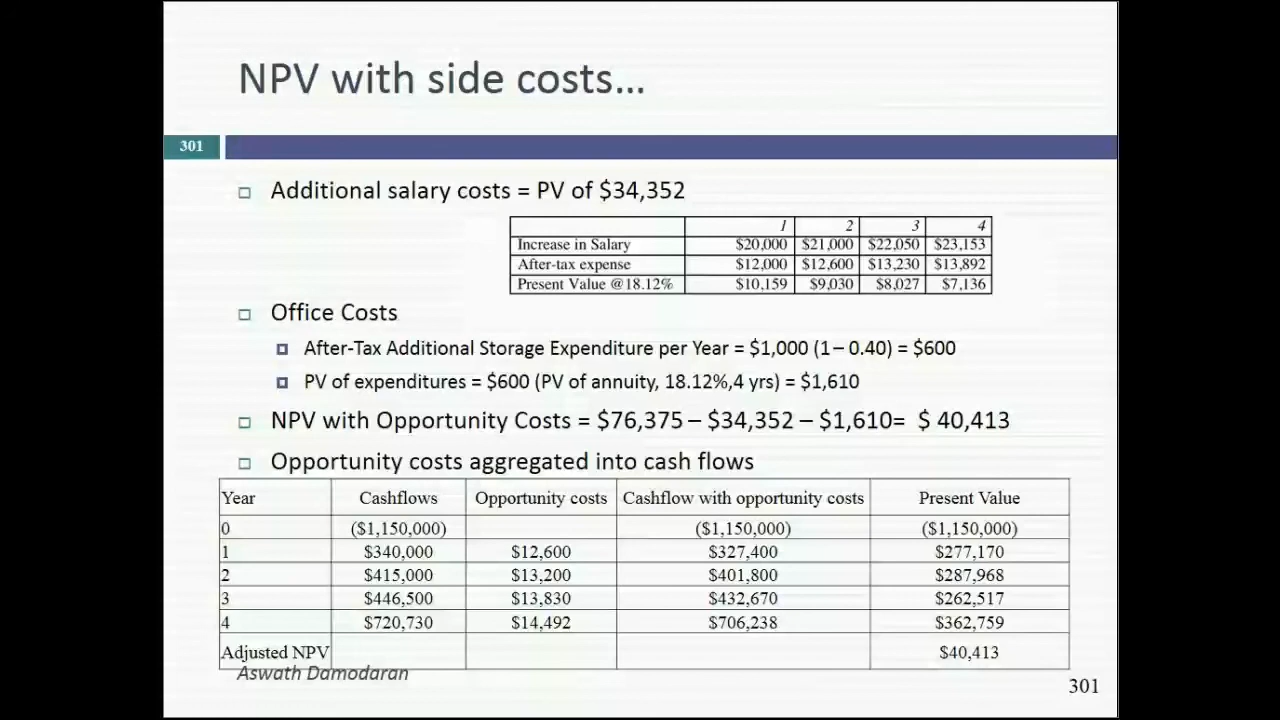 NPV with side costs...
301
Additional salary costs = PV of $34,352
1 2 3 4
Increase in Salary $20,000 $21,000 $22,050 $23,153
After-tax expense $12,000 $12,600 $13,230 $13,892
Present Value @18.12% $10,159 $9,030 $8,027 $7,136
Office Costs
After-Tax Additional Storage Expenditure per Year = $1,000 (1 – 0.40) = $600
PV of expenditures = $600 (PV of annuity, 18.12%,4 yrs) = $1,610
NPV with Opportunity Costs = $76,375 – $34,352 – $1,610= $ 40,413
Opportunity costs aggregated into cash flows
Year Cashflows Opportunity costs Cashflow with opportunity costs Present Value
0 ($1,150,000) ($1,150,000) ($1,150,000)
1 $340,000 $12,600 $327,400 $277,170
2 $415,000 $13,200 $401,800 $287,968
3 $446,500 $13,830 $432,670 $262,517
4 $720,730 $14,492 $706,238 $362,759
Adjusted NPV $40,413
Aswath Damodaran
301